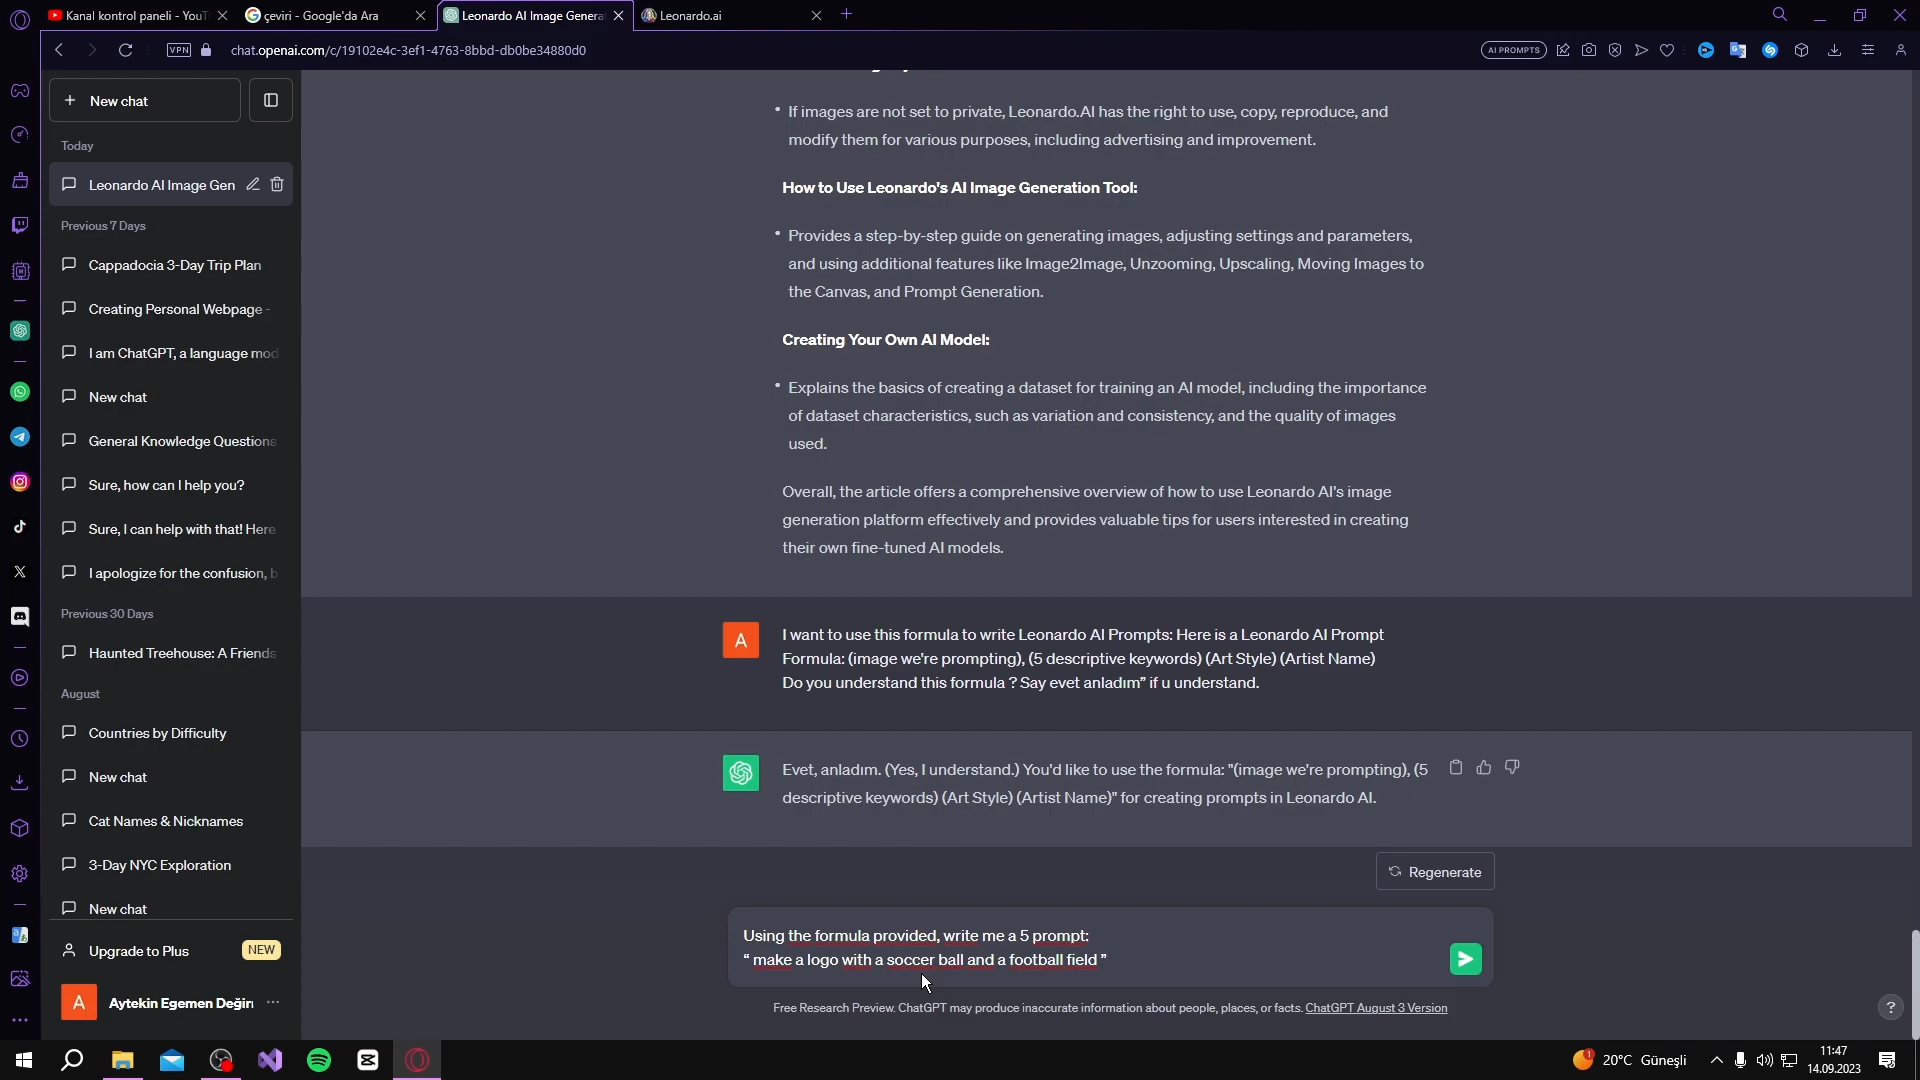 Kanal kontrol paneli - YouT
çeviri - Google'da Ara
Leonardo AI Image Genera
Leonardo.ai
VPN
chat.openai.com/c/19102e4c-3ef1-4763-8bbd-db0be34880d0
AI PROMPTS
New chat
Today
Leonardo AI Image Gen
Previous 7 Days
Cappadocia 3-Day Trip Plan
Creating Personal Webpage -
I am ChatGPT, a language mod
New chat
General Knowledge Questions
Sure, how can I help you?
Sure, I can help with that! Here
I apologize for the confusion, b
Previous 30 Days
Haunted Treehouse: A Friends
August
Countries by Difficulty
New chat
Cat Names & Nicknames
3-Day NYC Exploration
New chat
Upgrade to Plus
NEW
A
Aytekin Egemen Değiri
• If images are not set to private, Leonardo.AI has the right to use, copy, reproduce, and
modify them for various purposes, including advertising and improvement.
How to Use Leonardo's AI Image Generation Tool:
• Provides a step-by-step guide on generating images, adjusting settings and parameters,
and using additional features like Image2Image, Unzooming, Upscaling, Moving Images to
the Canvas, and Prompt Generation.
Creating Your Own AI Model:
• Explains the basics of creating a dataset for training an AI model, including the importance
of dataset characteristics, such as variation and consistency, and the quality of images
used.
Overall, the article offers a comprehensive overview of how to use Leonardo AI's image
generation platform effectively and provides valuable tips for users interested in creating
their own fine-tuned AI models.
A
I want to use this formula to write Leonardo AI Prompts: Here is a Leonardo AI Prompt
Formula: (image we're prompting), (5 descriptive keywords) (Art Style) (Artist Name)
Do you understand this formula ? Say evet anladım” if u understand.
Evet, anladım. (Yes, I understand.) You'd like to use the formula: "(image we're prompting), (5
descriptive keywords) (Art Style) (Artist Name)" for creating prompts in Leonardo AI.
Regenerate
Using the formula provided, write me a 5 prompt:
“ make a logo with a soccer ball and a football field ”
Free Research Preview. ChatGPT may produce inaccurate information about people, places, or facts. ChatGPT August 3 Version
?
1
20°C Güneşli
11:47
14.09.2023